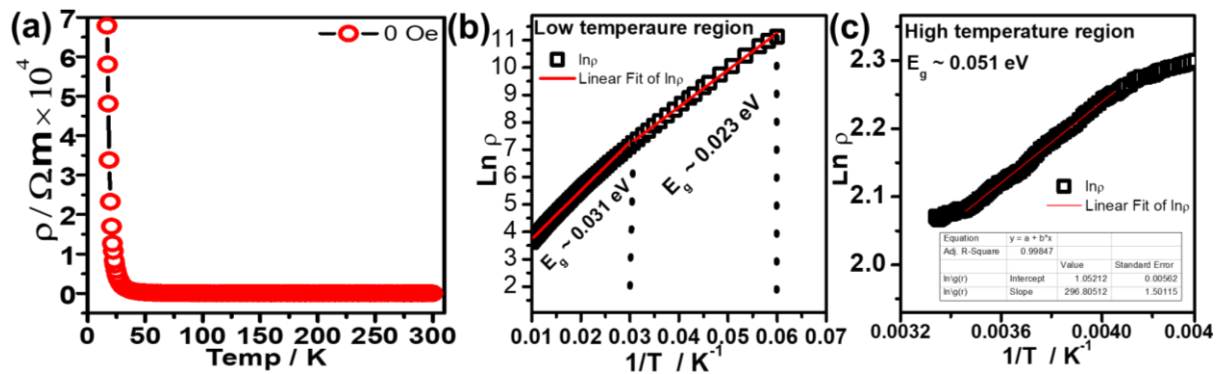 (a)
0 Oe
ρ / Ωm × 10⁴
7
6
5
4
3
2
1
0
0 50 100 150 200 250 300
Temp / K
(b)
Low temperaure region
lnρ
Linear Fit of lnρ
E_g ~ 0.031 eV
E_g ~ 0.023 eV
Ln ρ
11
10
9
8
7
6
5
4
3
2
0.01 0.02 0.03 0.04 0.05 0.06 0.07
1/T / K⁻¹
(c)
High temperature region
E_g ~ 0.051 eV
lnρ
Linear Fit of lnρ
Equation y = a + b*x
Adj. R-Square 0.99847
Value Standard Error
ln\g(r) Intercept 1.05212 0.00562
ln\g(r) Slope 296.80512 1.50115
Ln ρ
2.3
2.2
2.1
2.0
0.0032 0.0036 0.0040 0.004
1/T / K⁻¹